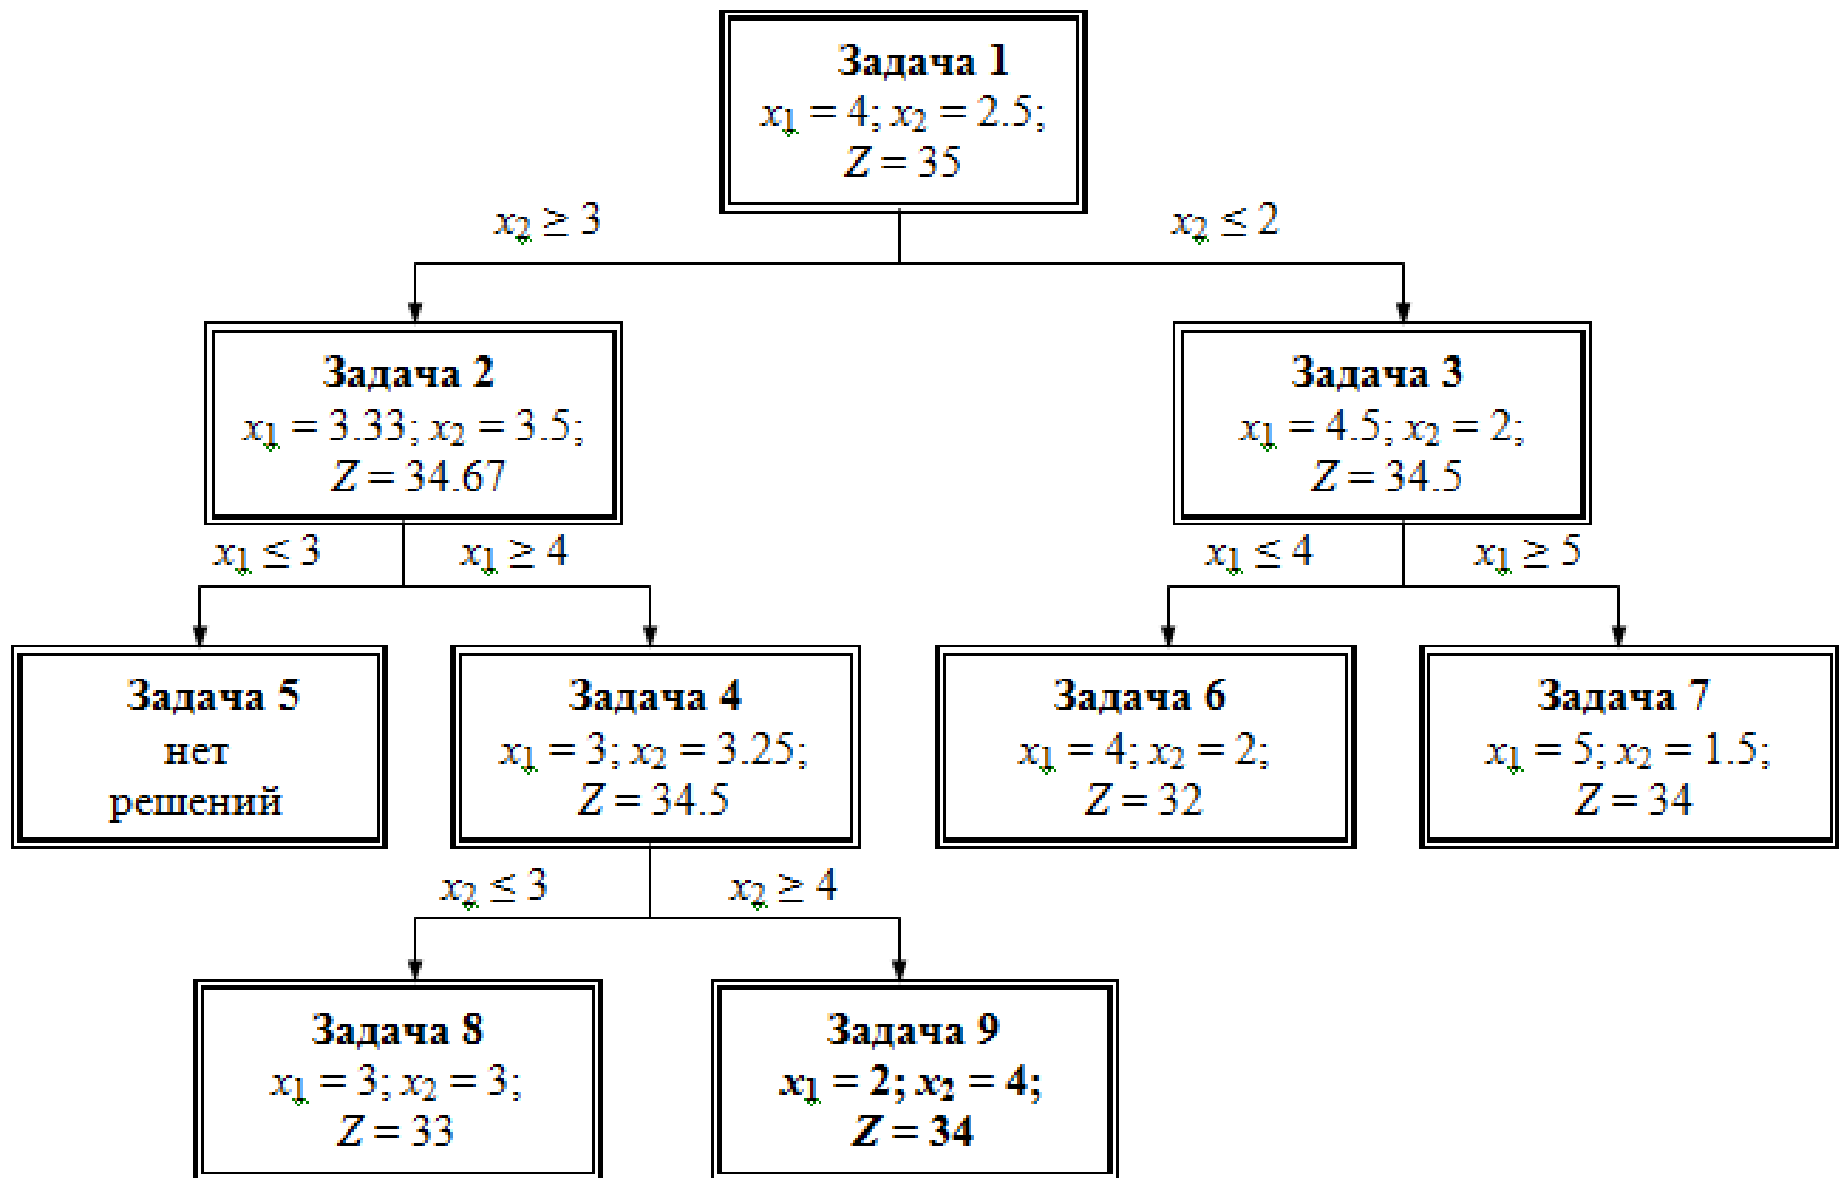 Задача 1
x1 = 4; x2 = 2.5;
Z = 35
x2 ≥ 3
x2 ≤ 2
Задача 2
x1 = 3.33; x2 = 3.5;
Z = 34.67
Задача 3
x1 = 4.5; x2 = 2;
Z = 34.5
x1 ≤ 3
x1 ≥ 4
x1 ≤ 4
x1 ≥ 5
Задача 5
нет
решений
Задача 4
x1 = 3; x2 = 3.25;
Z = 34.5
Задача 6
x1 = 4; x2 = 2;
Z = 32
Задача 7
x1 = 5; x2 = 1.5;
Z = 34
x2 ≤ 3
x2 ≥ 4
Задача 8
x1 = 3; x2 = 3;
Z = 33
Задача 9
x1 = 2; x2 = 4;
Z = 34